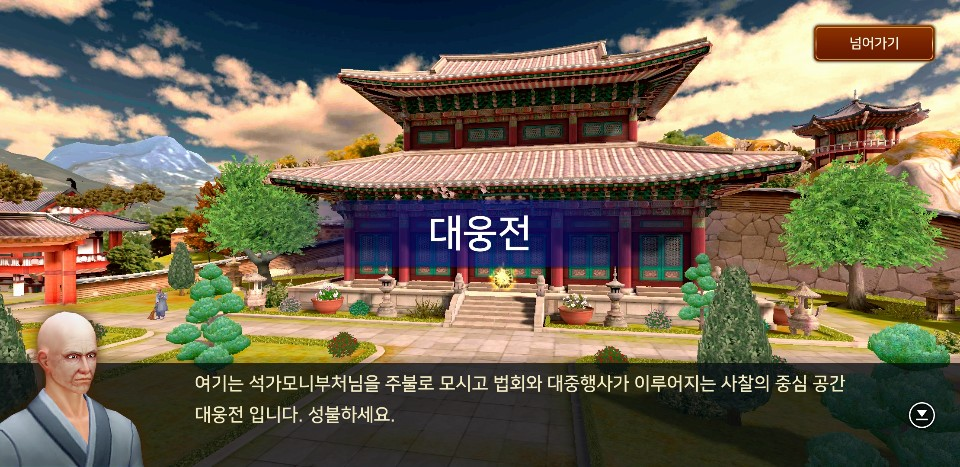 넘어가기
대웅전
여기는 석가모니부처님을 주불로 모시고 법회와 대중행사가 이루어지는 사찰의 중심 공간
대웅전 입니다. 성불하세요.